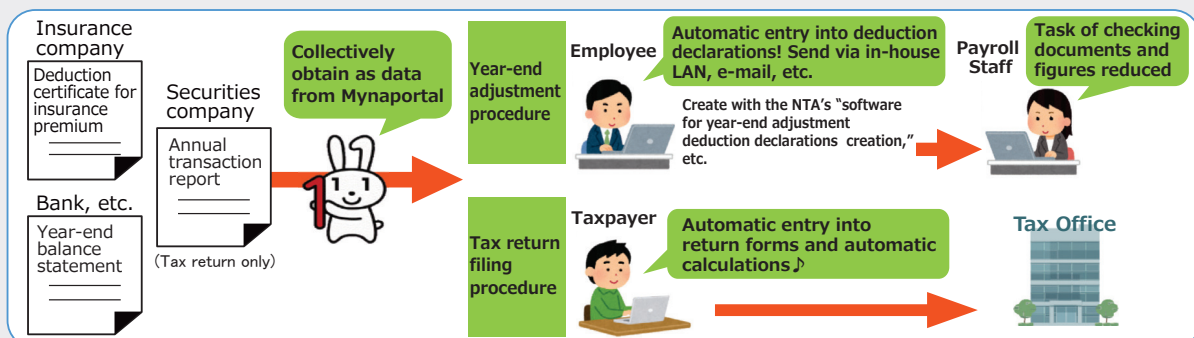 Insurance
company
Deduction
certificate for
insurance
premium
Bank, etc.
Year-end
balance
statement
Securities
company
Annual
transaction
report
(Tax return only)
Collectively
obtain as data
from Mynaportal
1
Year-end
adjustment
procedure
Employee
Automatic entry into deduction
declarations! Send via in-house
LAN, e-mail, etc.
Create with the NTA's “software
for year-end adjustment
deduction declarations creation,”
etc.
Payroll
Staff
Task of checking
documents and
figures reduced
Tax return
filing
procedure
Taxpayer
Automatic entry into
return forms and automatic
calculations♪
Tax Office